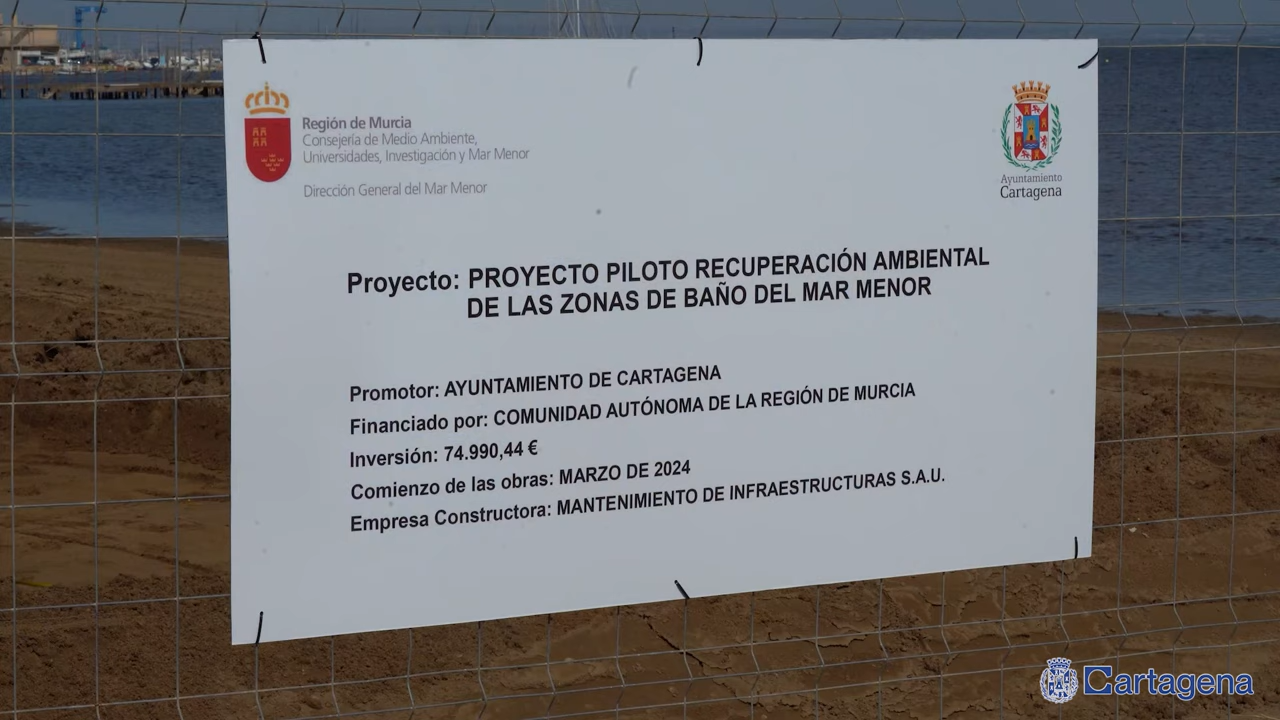 Región de Murcia
Consejería de Medio Ambiente,
Universidades, Investigación y Mar Menor
Dirección General del Mar Menor
Ayuntamiento
Cartagena
Proyecto: PROYECTO PILOTO RECUPERACIÓN AMBIENTAL
DE LAS ZONAS DE BAÑO DEL MAR MENOR
Promotor: AYUNTAMIENTO DE CARTAGENA
Financiado por: COMUNIDAD AUTÓNOMA DE LA REGIÓN DE MURCIA
Inversión: 74.990,44 €
Comienzo de las obras: MARZO DE 2024
Empresa Constructora: MANTENIMIENTO DE INFRAESTRUCTURAS S.A.U.
Cartagena